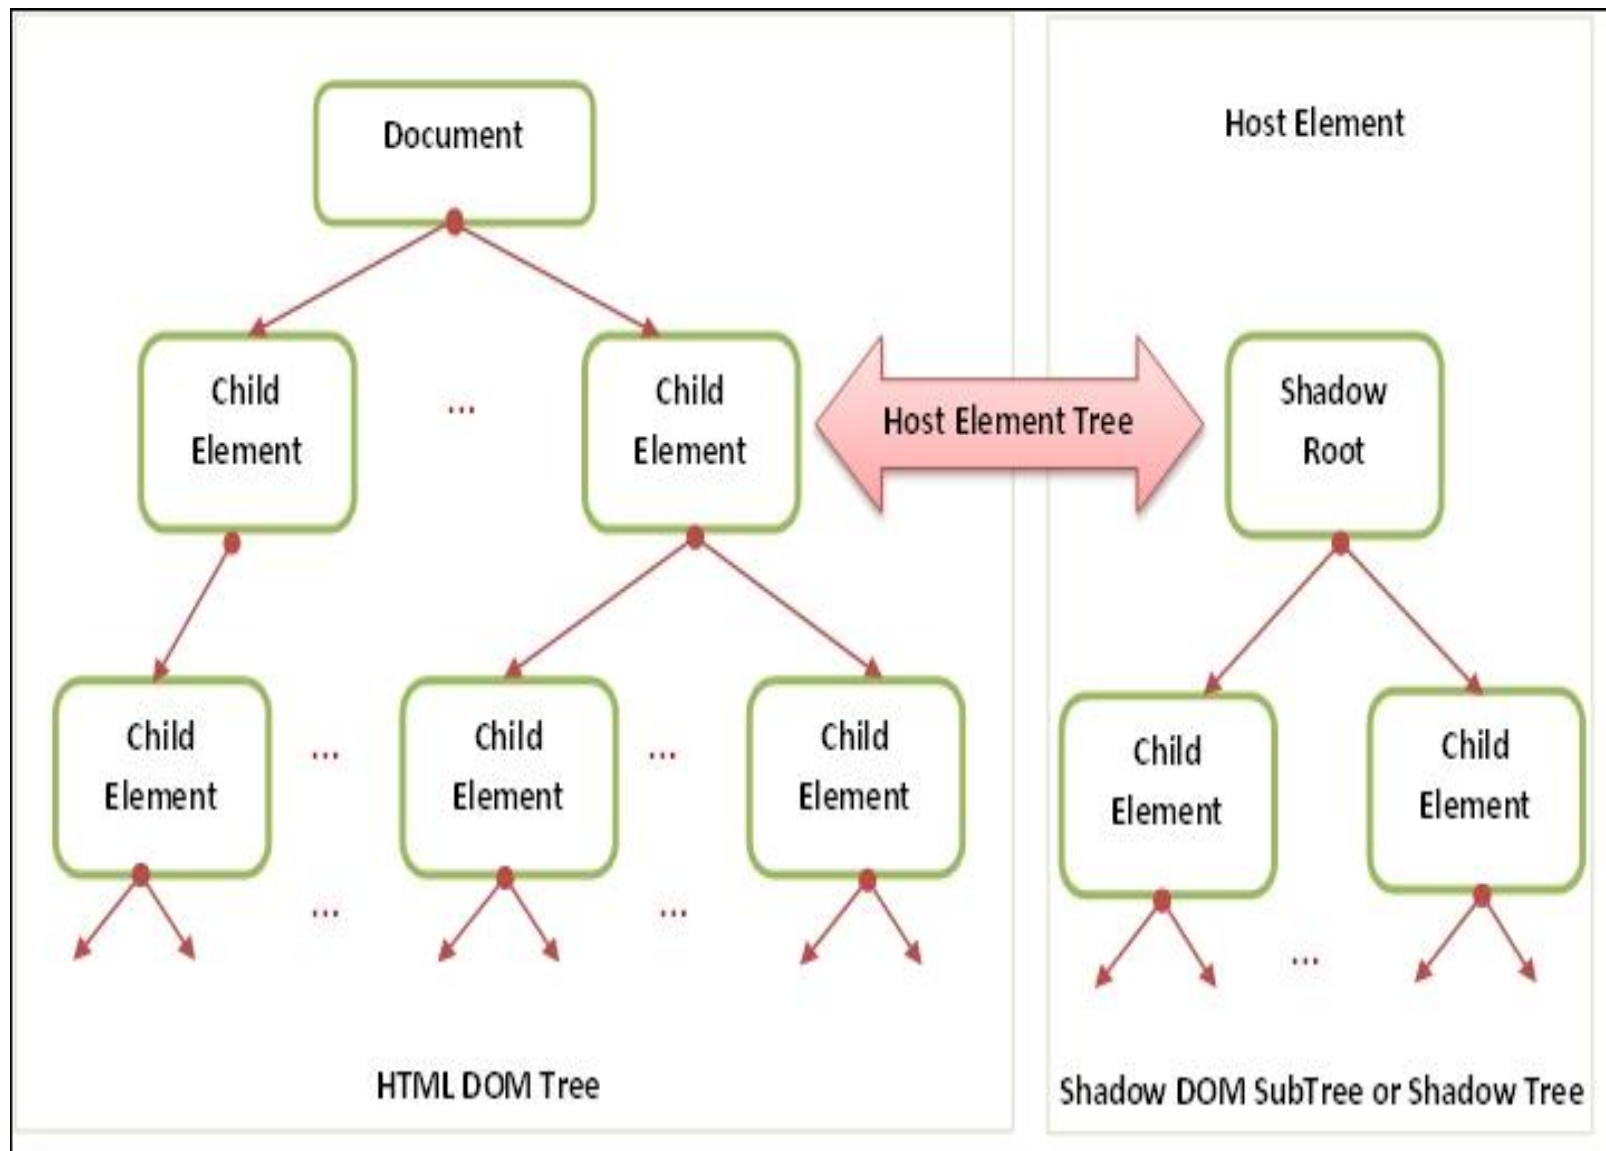 Document
Host Element
Child
Element
...
Child
Element
Host Element Tree
Shadow
Root
Child
Element
...
Child
Element
...
Child
Element
Child
Element
Child
Element
...
...
...
HTML DOM Tree
Shadow DOM SubTree or Shadow Tree